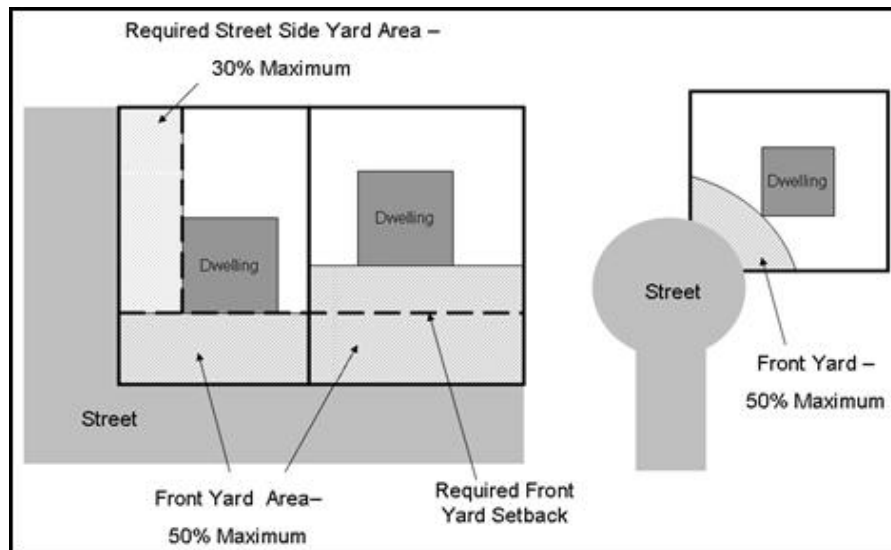 Required Street Side Yard Area –
30% Maximum
Dwelling
Dwelling
Street
Front Yard Area–
50% Maximum
Required Front
Yard Setback
Dwelling
Street
Front Yard –
50% Maximum